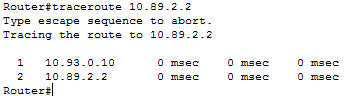 Router#traceroute 10.89.2.2
Type escape sequence to abort.
Tracing the route to 10.89.2.2
1 10.93.0.10 0 msec 0 msec 0 msec
2 10.89.2.2 0 msec 0 msec 0 msec
Router#